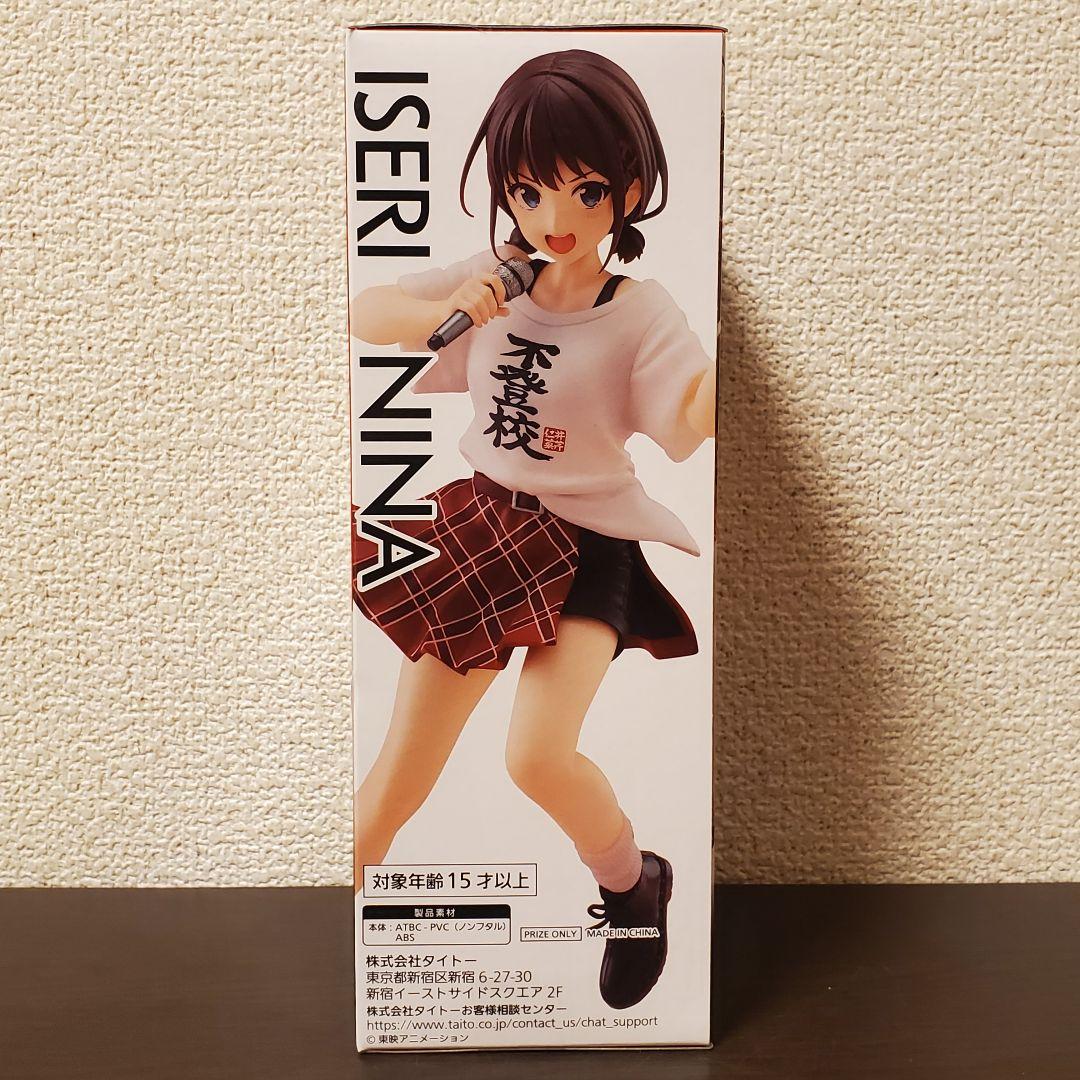 ISERI NINA
不登校
井芹
仁菜
対象年齢15才以上
製品素材
本体：ATBC-PVC（ノンフタル）
ABS
PRIZE ONLY
MADE IN CHINA
株式会社タイトー
東京都新宿区新宿 6-27-30
新宿イーストサイドスクエア 2F
株式会社タイトーお客様相談センター
https://www.taito.co.jp/contact_us/chat_support
© 東映アニメーション